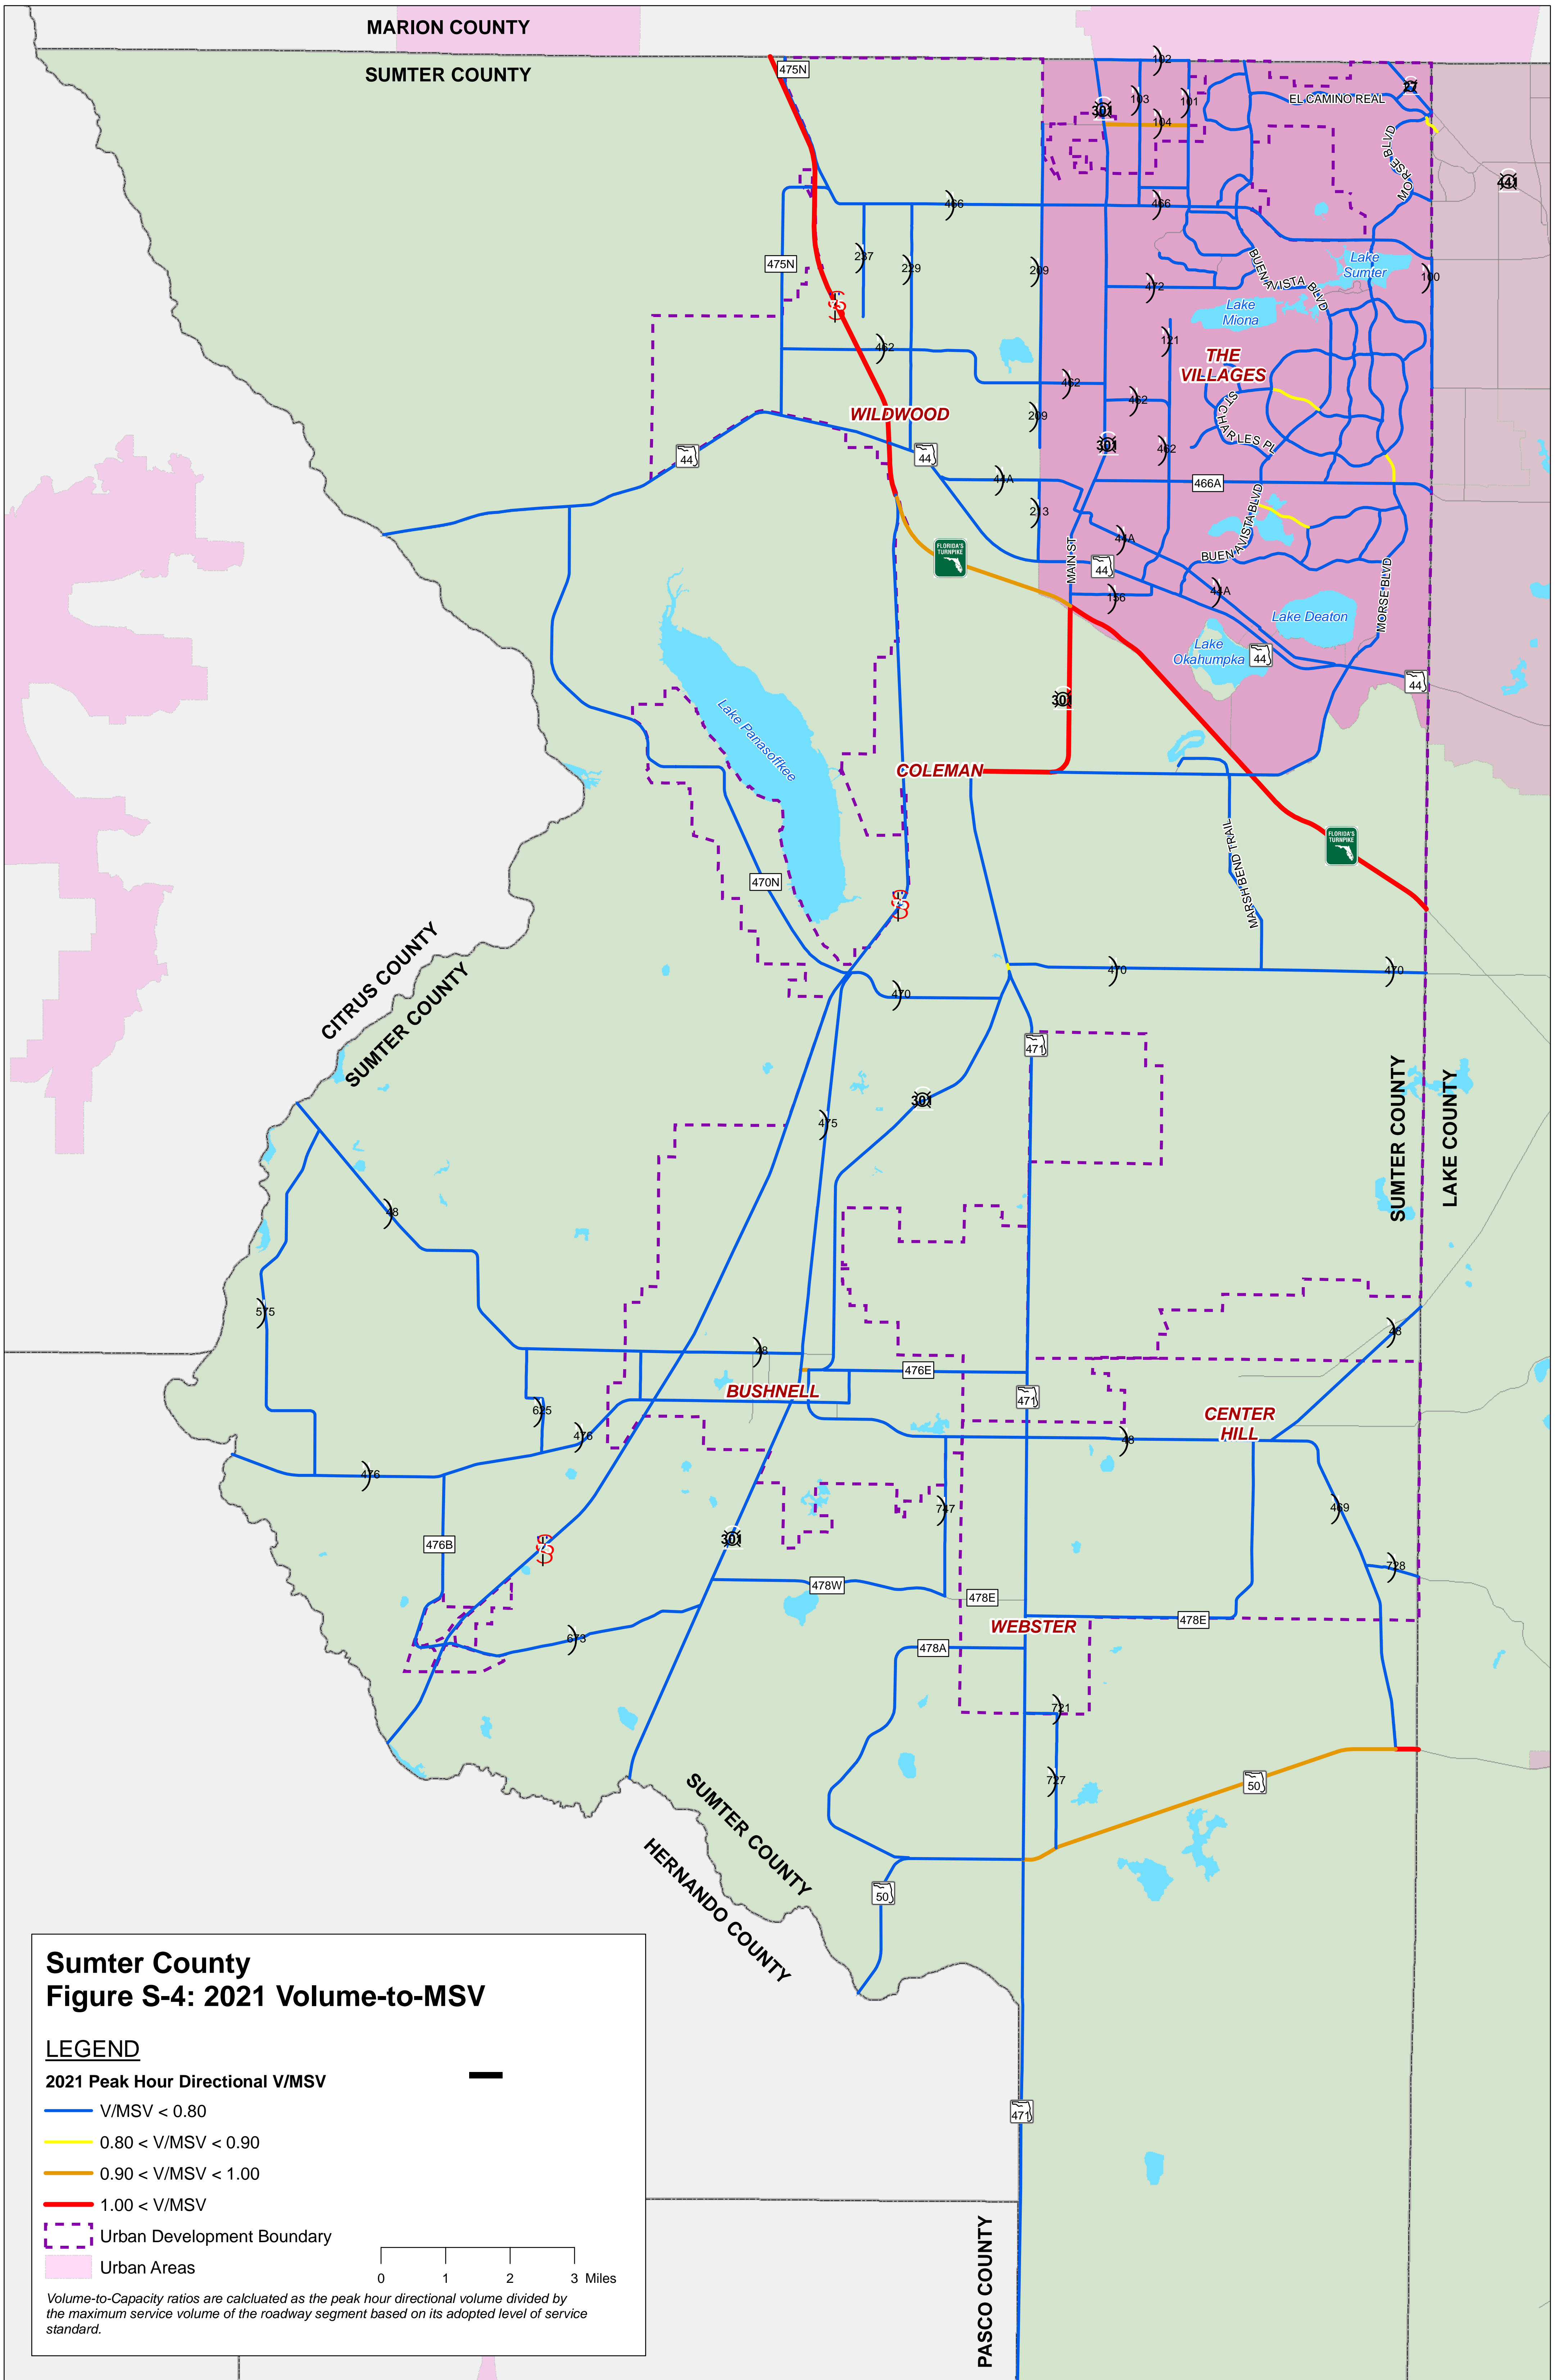 MARION COUNTY
SUMTER COUNTY
475N
102
27
103
101
EL CAMINO REAL
301
104
MORSE BLVD
441
466
466
475N
237
229
209
BUENA VISTA BLVD
Lake
Sumter
100
472
Lake
Miona
75
121
462
THE
VILLAGES
462
462
WILDWOOD
209
ST CHARLES PL
301
462
44
44
44A
466A
213
BUENA VISTA BLVD
44A
FLORIDA'S
TURNPIKE
MAIN ST
BUENA VISTA BLVD
44
44A
156
MORSE BLVD
Lake Deaton
Lake
Okahumpka
44
44
301
Lake Panasoffkee
COLEMAN
FLORIDA'S
TURNPIKE
MARSH BEND TRAIL
470N
CITRUS COUNTY
SUMTER COUNTY
470
470
470
471
SUMTER COUNTY
LAKE COUNTY
301
475
48
575
48
48
476E
BUSHNELL
471
CENTER
HILL
625
476
48
476
469
747
301
476B
728
478W
478E
478E
WEBSTER
673
478A
721
727
50
SUMTER COUNTY
HERNANDO COUNTY
50
471
PASCO COUNTY
Sumter County
Figure S-4: 2021 Volume-to-MSV
LEGEND
2021 Peak Hour Directional V/MSV
V/MSV < 0.80
0.80 < V/MSV < 0.90
0.90 < V/MSV < 1.00
1.00 < V/MSV
Urban Development Boundary
Urban Areas
0 1 2 3 Miles
Volume-to-Capacity ratios are calcluated as the peak hour directional volume divided by
the maximum service volume of the roadway segment based on its adopted level of service
standard.